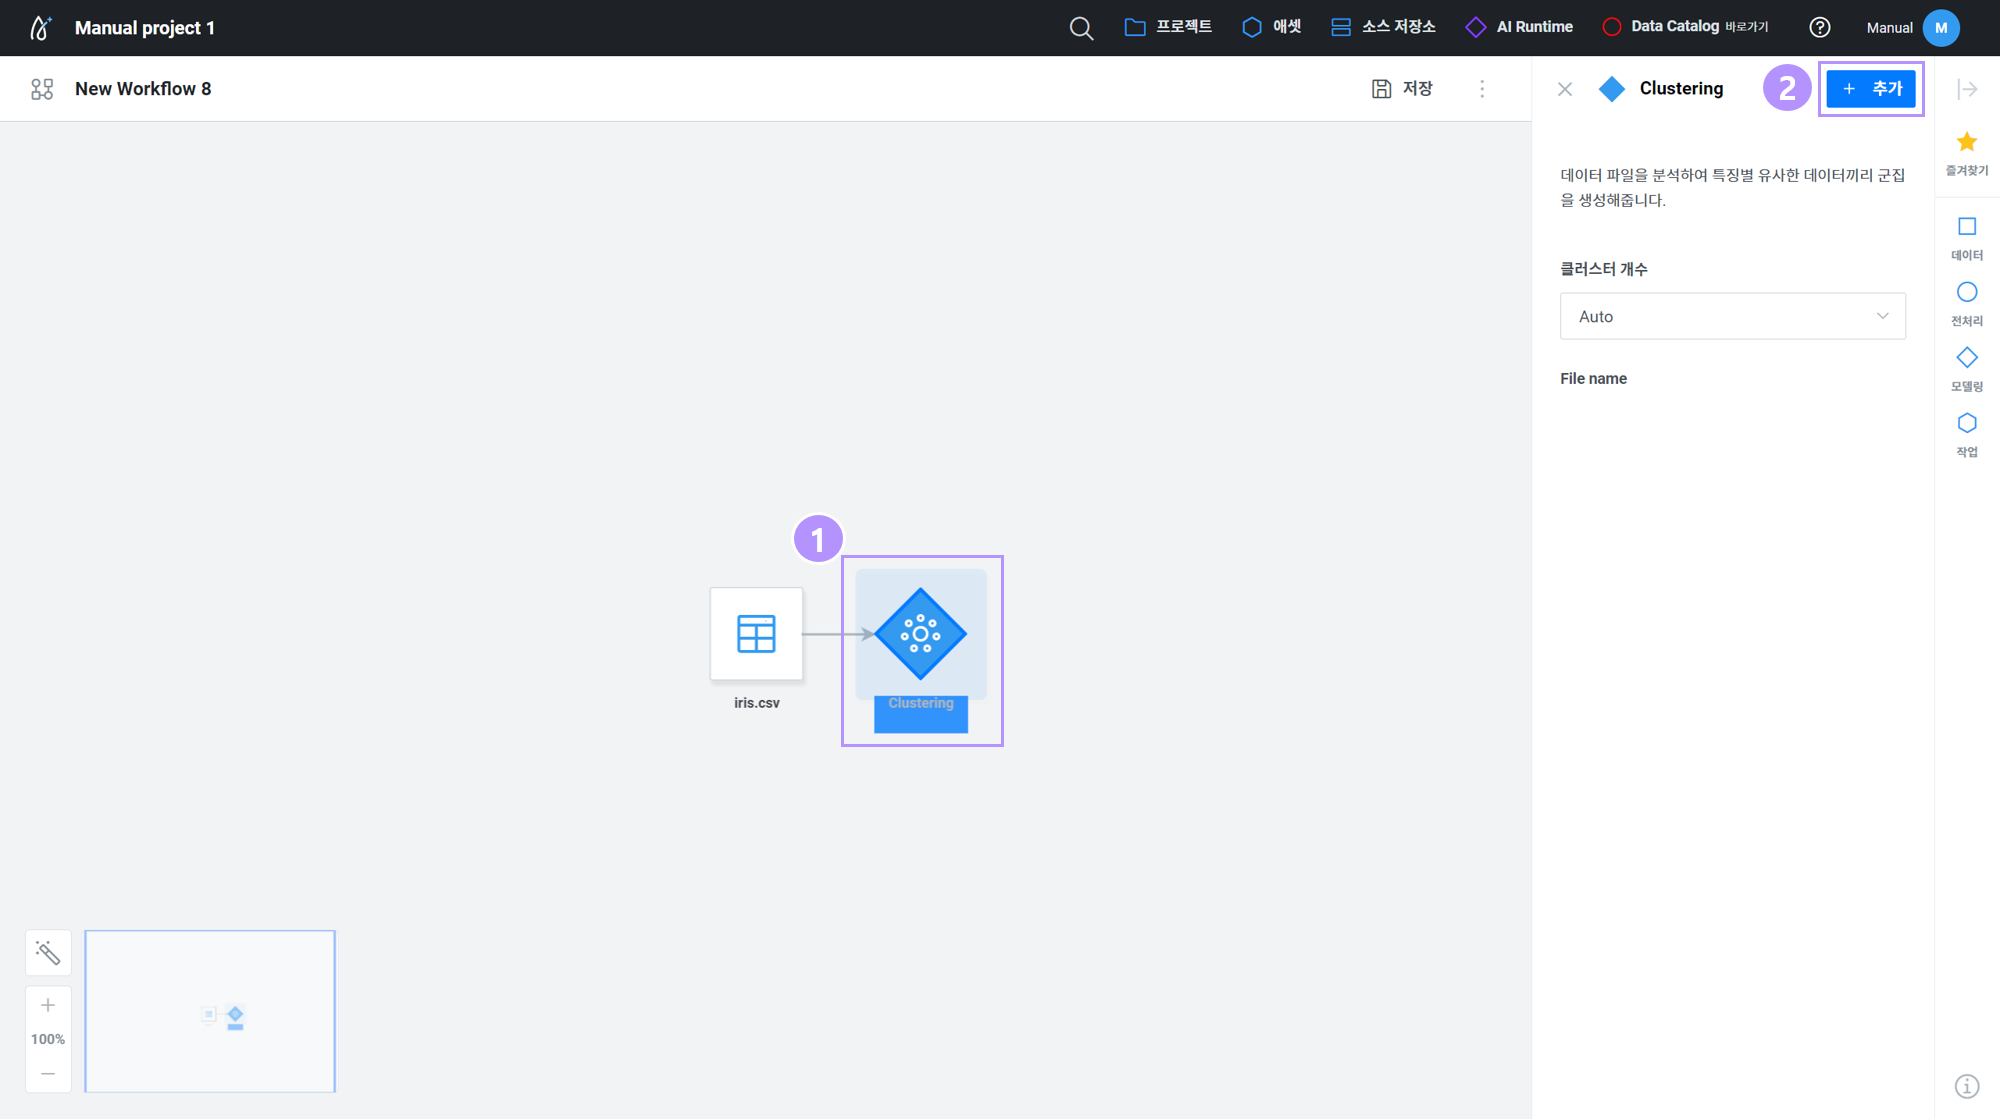 Manual project 1
프로젝트
애셋
소스 저장소
AI Runtime
Data Catalog 바로가기
Manual
M
New Workflow 8
저장
Clustering
2
+ 추가
즐겨찾기
데이터 파일을 분석하여 특징별 유사한 데이터끼리 군집
을 생성해줍니다.
클러스터 개수
Auto
File name
데이터
전처리
모델링
작업
1
iris.csv
Clustering
100%